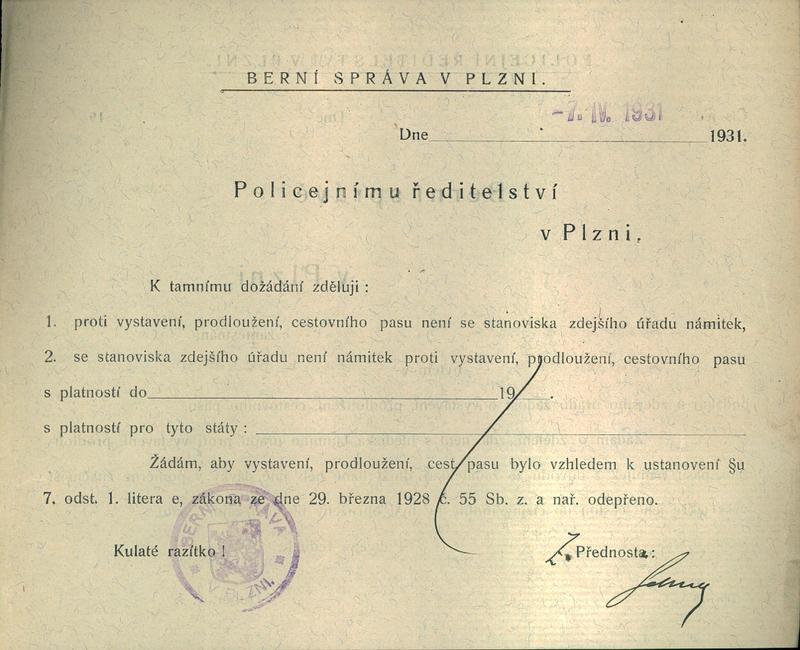 BERNÍ SPRÁVA V PLZNI.
-7. IV. 1931
Dne 1931.
Policejnímu ředitelství
v Plzni.
K tamnímu dožádání zděluji :
1. proti vystavení, prodloužení, cestovního pasu není se stanoviska zdejšího úřadu námitek,
2. se stanoviska zdejšího úřadu není námitek proti vystavení, prodloužení, cestovního pasu
s platností do 19 .
s platností pro tyto státy :
Žádám, aby vystavení, prodloužení, cest. pasu bylo vzhledem k ustanovení §u
7, odst. 1. litera e, zákona ze dne 29. března 1928 č. 55 Sb. z. a nař. odepřeno.
BERNÍ SPRÁVA
V PLZNI.
Kulaté razítko !
Z. Přednosta: